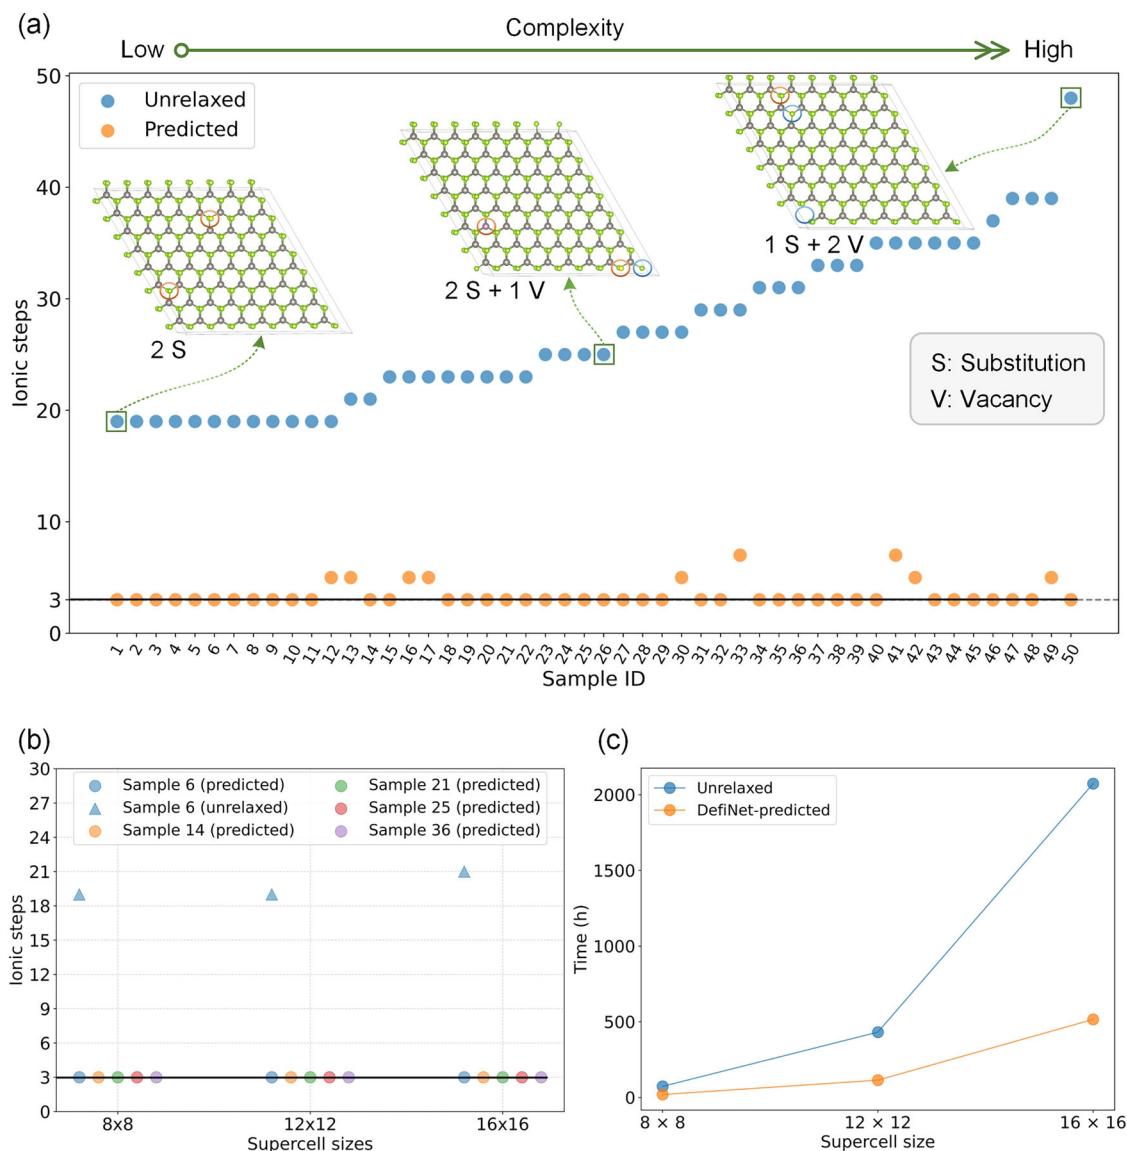 (a)
Complexity
Low
High
50
40
30
20
10
3
0
Ionic steps
Unrelaxed
Predicted
2 S
2 S + 1 V
1 S + 2 V
S: Substitution
V: Vacancy
1 2 3 4 5 6 7 8 9 10 11 12 13 14 15 16 17 18 19 20 21 22 23 24 25 26 27 28 29 30 31 32 33 34 35 36 37 38 39 40 41 42 43 44 45 46 47 48 49 50
Sample ID
(b)
30
27
24
21
18
15
12
9
6
3
0
Ionic steps
Sample 6 (predicted)
Sample 6 (unrelaxed)
Sample 14 (predicted)
Sample 21 (predicted)
Sample 25 (predicted)
Sample 36 (predicted)
8x8 12x12 16x16
Supercell sizes
(c)
2000
1500
1000
500
0
Time (h)
Unrelaxed
DefiNet-predicted
8 × 8 12 × 12 16 × 16
Supercell size